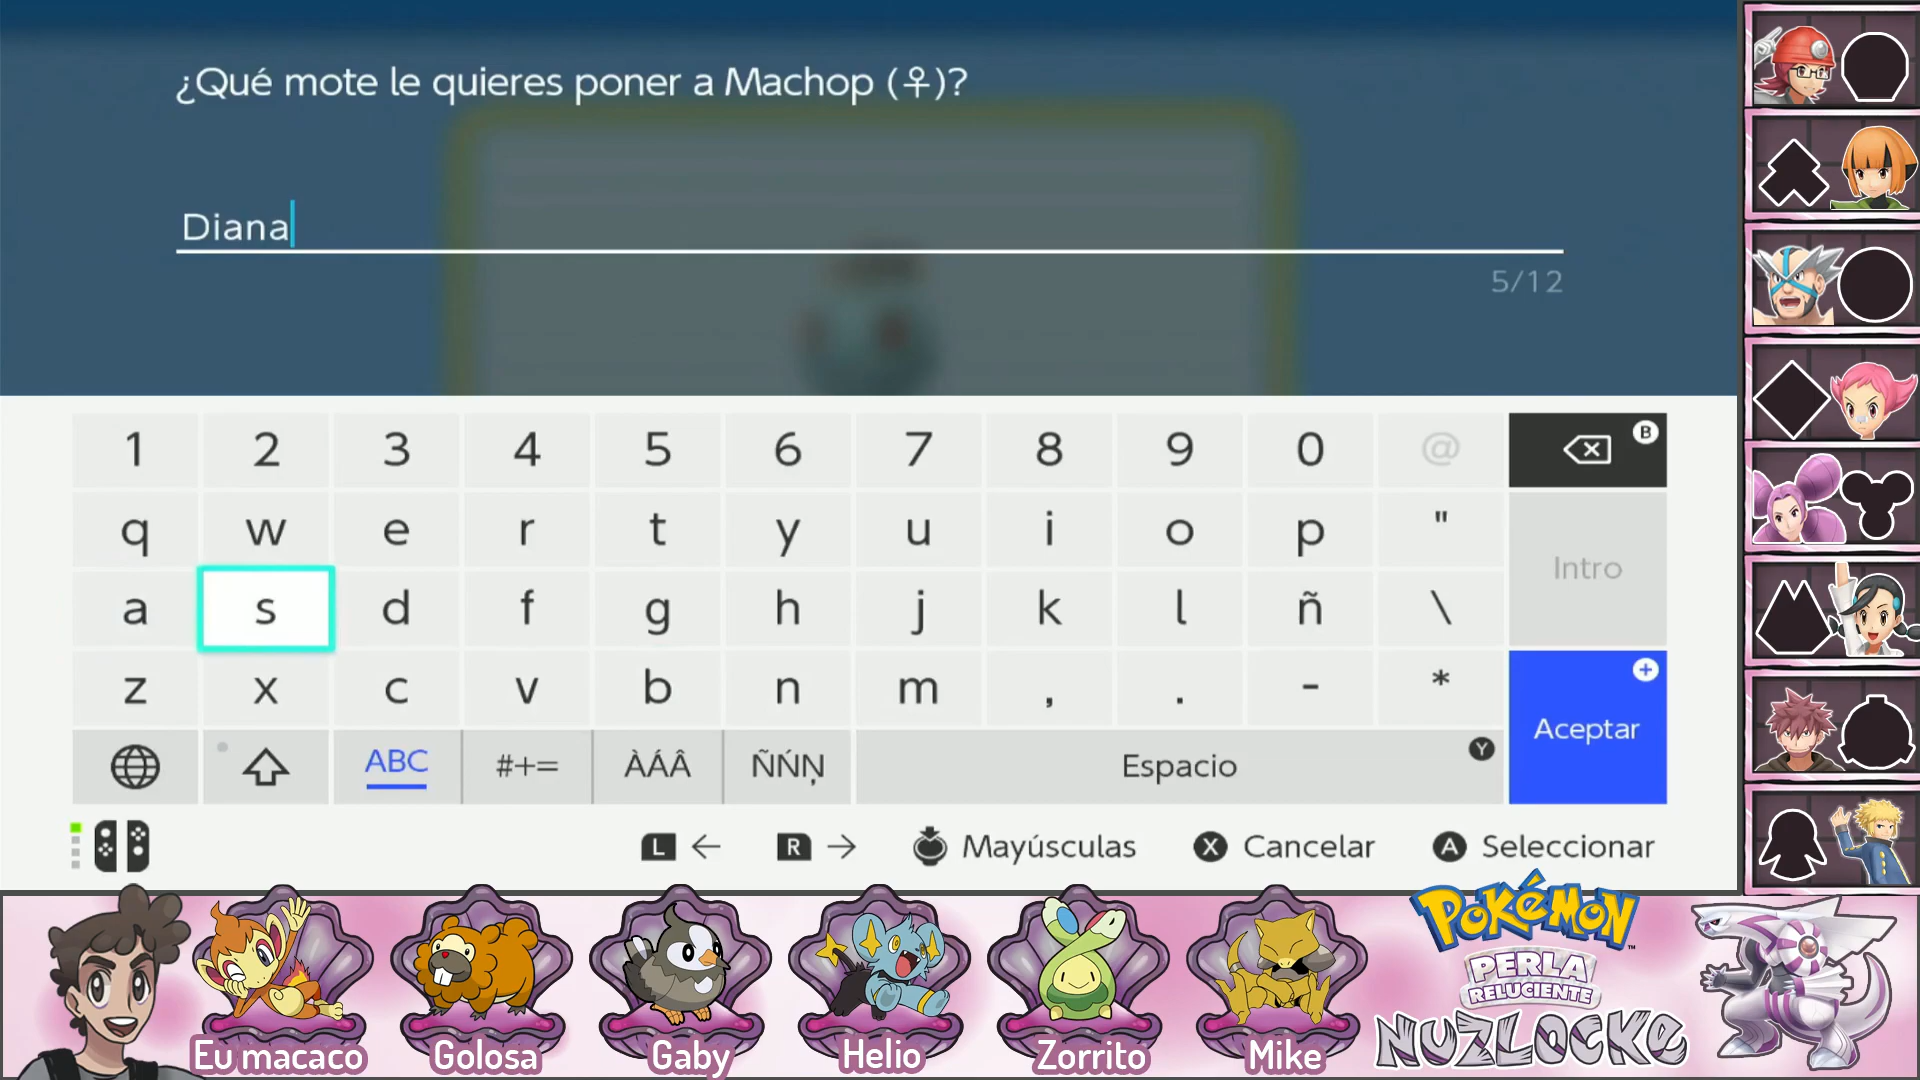 ¿Qué mote le quieres poner a Machop (♀)?
Diana
5/12
1 2 3 4 5 6 7 8 9 0 @ B
q w e r t y u i o p "
Intro
a s d f g h j k l ñ \
z x c v b n m , . - *
+
Aceptar
ABC #+= ÀÁÂ ÑŃŅ Espacio Y
L ← R → Mayúsculas X Cancelar A Seleccionar
POKéMON™
PERLA
RELUCIENTE
NUZLOCKE
Eu macaco Golosa Gaby Helio Zorrito Mike